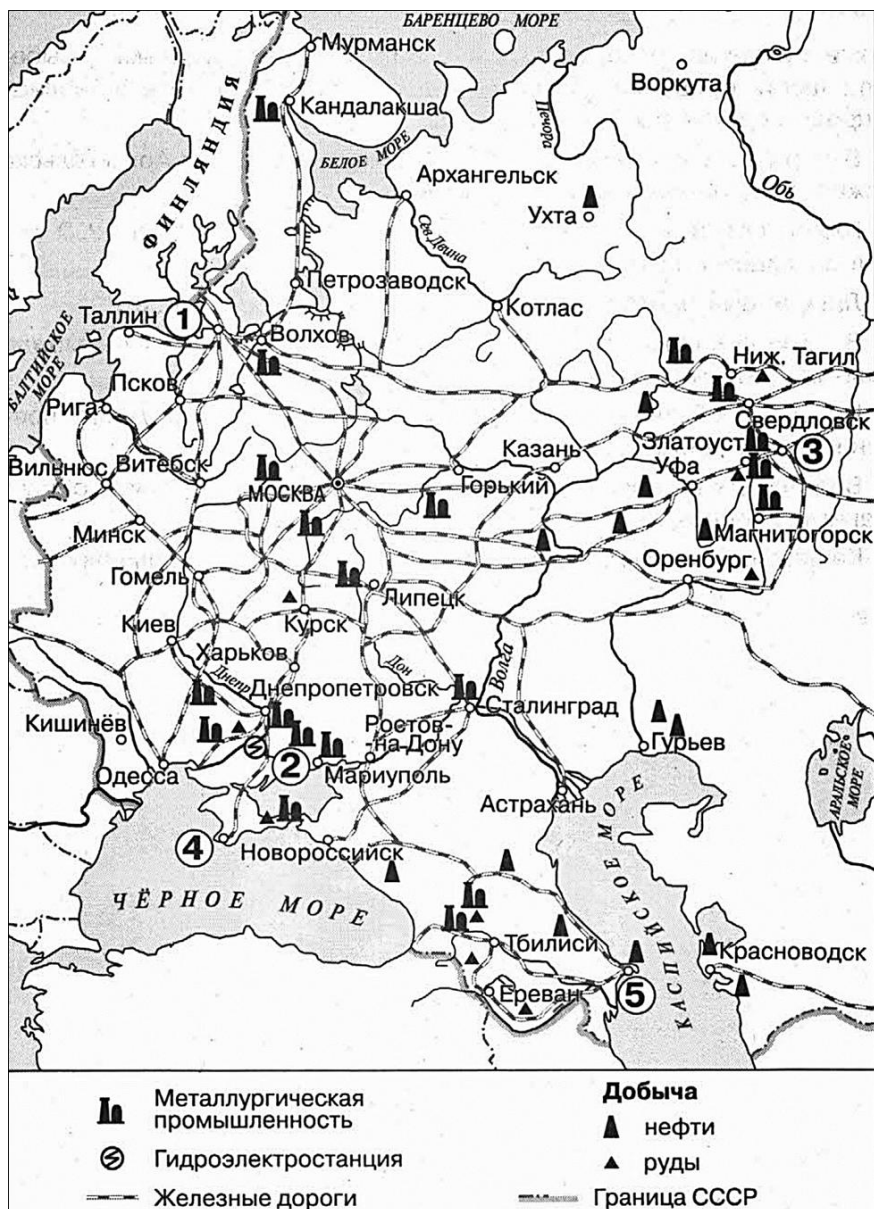 БАРЕНЦЕВО МОРЕ
Мурманск
Воркута
Кандалакша
Печора
ФИНЛЯНДИЯ
БЕЛОЕ МОРЕ
Архангельск
Обь
Ухта
Сев. Двина
Петрозаводск
Котлас
Таллин
1
Волхов
БАЛТИЙСКОЕ
МОРЕ
Псков
Ниж. Тагил
Рига
Свердловск
Казань
Златоуст
3
Вильнюс
Витебск
МОСКВА
Горький
Уфа
Минск
Магнитогорск
Оренбург
Гомель
Липецк
Киев
Курск
Харьков
Дон
Волга
Днепр
Днепропетровск
Сталинград
Кишинёв
Ростов-
на-Дону
Гурьев
2
Мариуполь
Одесса
Астрахань
АРАЛЬСКОЕ
МОРЕ
4
Новороссийск
ЧЁРНОЕ МОРЕ
КАСПИЙСКОЕ МОРЕ
Тбилиси
Красноводск
Ереван
5
Металлургическая
промышленность
Гидроэлектростанция
Железные дороги
Добыча
нефти
руды
Граница СССР